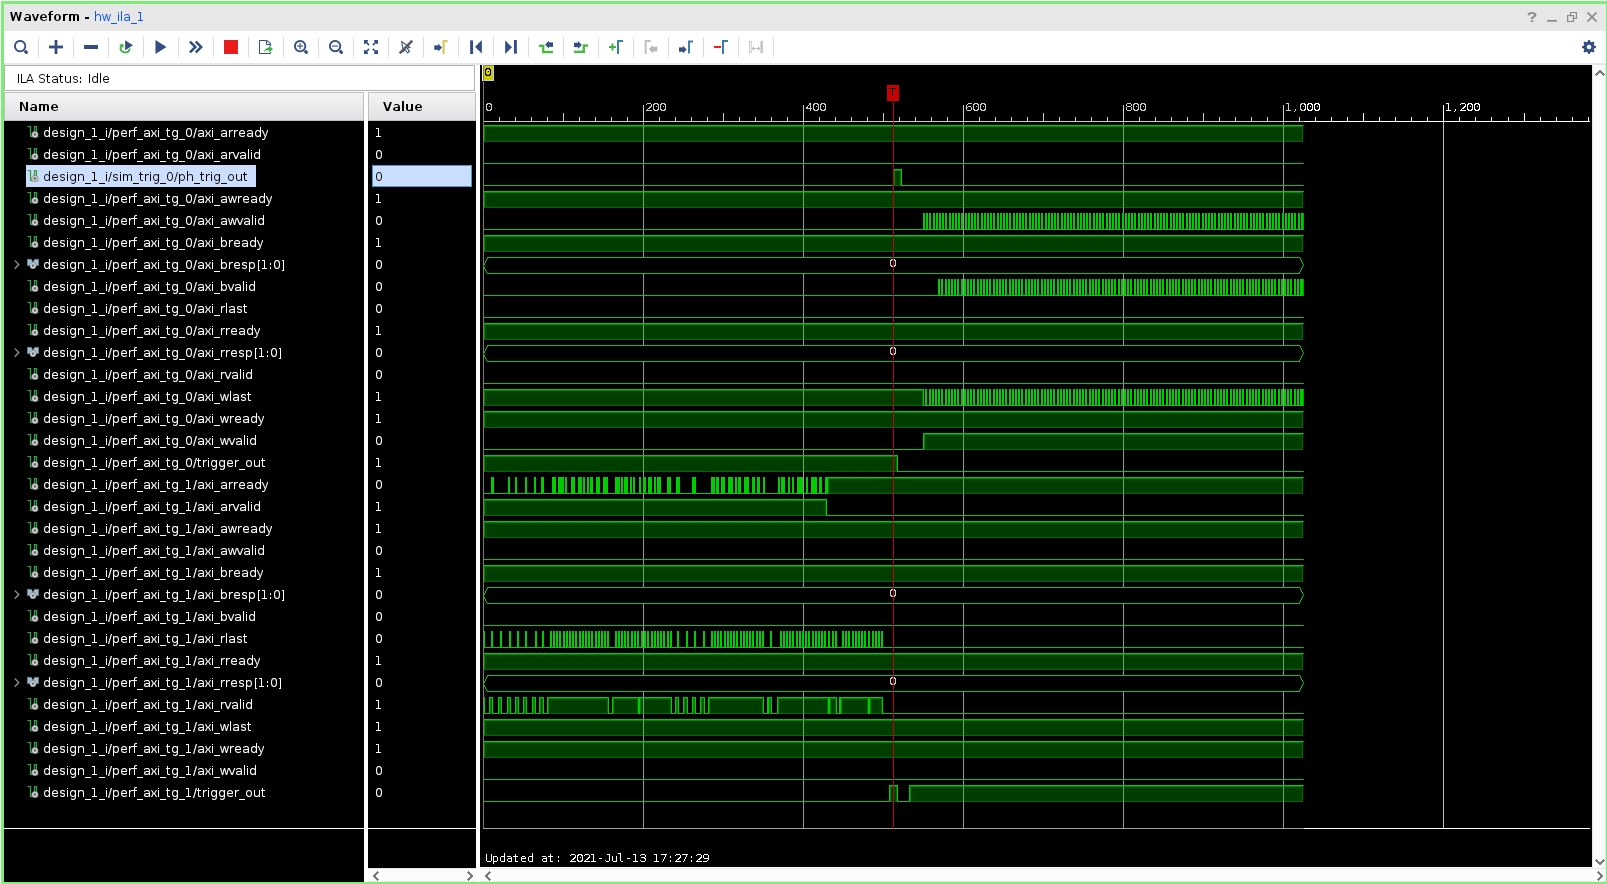 Waveform - hw_ila_1
ILA Status: Idle
Name Value
0 T
0 200 400 600 800 1,000 1,200
design_1_i/perf_axi_tg_0/axi_arready 1
design_1_i/perf_axi_tg_0/axi_arvalid 0
design_1_i/sim_trig_0/ph_trig_out 0
design_1_i/perf_axi_tg_0/axi_awready 1
design_1_i/perf_axi_tg_0/axi_awvalid 0
design_1_i/perf_axi_tg_0/axi_bready 1
design_1_i/perf_axi_tg_0/axi_bresp[1:0] 0 0
design_1_i/perf_axi_tg_0/axi_bvalid 0
design_1_i/perf_axi_tg_0/axi_rlast 0
design_1_i/perf_axi_tg_0/axi_rready 1
design_1_i/perf_axi_tg_0/axi_rresp[1:0] 0 0
design_1_i/perf_axi_tg_0/axi_rvalid 0
design_1_i/perf_axi_tg_0/axi_wlast 1
design_1_i/perf_axi_tg_0/axi_wready 1
design_1_i/perf_axi_tg_0/axi_wvalid 0
design_1_i/perf_axi_tg_0/trigger_out 1
design_1_i/perf_axi_tg_1/axi_arready 0
design_1_i/perf_axi_tg_1/axi_arvalid 1
design_1_i/perf_axi_tg_1/axi_awready 1
design_1_i/perf_axi_tg_1/axi_awvalid 0
design_1_i/perf_axi_tg_1/axi_bready 1
design_1_i/perf_axi_tg_1/axi_bresp[1:0] 0 0
design_1_i/perf_axi_tg_1/axi_bvalid 0
design_1_i/perf_axi_tg_1/axi_rlast 0
design_1_i/perf_axi_tg_1/axi_rready 1
design_1_i/perf_axi_tg_1/axi_rresp[1:0] 0 0
design_1_i/perf_axi_tg_1/axi_rvalid 1
design_1_i/perf_axi_tg_1/axi_wlast 1
design_1_i/perf_axi_tg_1/axi_wready 1
design_1_i/perf_axi_tg_1/axi_wvalid 0
design_1_i/perf_axi_tg_1/trigger_out 0
Updated at: 2021-Jul-13 17:27:29